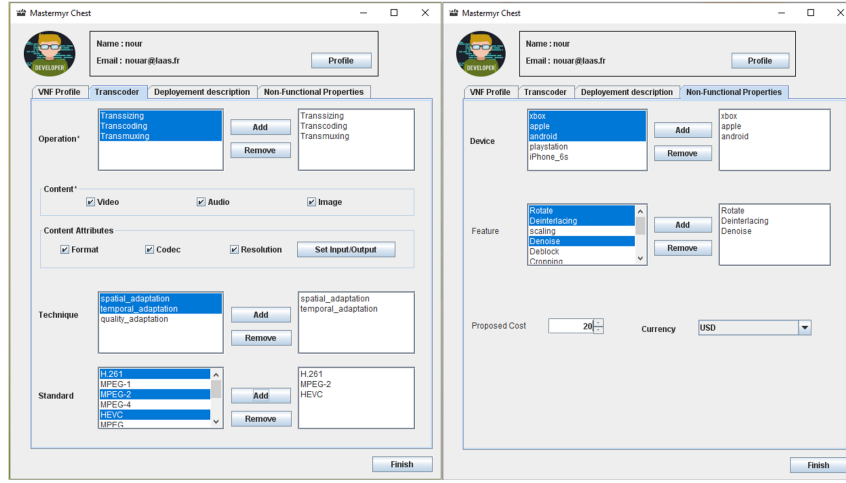 Mastermyr Chest
DEVELOPER
Name : nour
Email : nouar@laas.fr
Profile
VNF Profile Transcoder Deployement description Non-Functional Properties
Operation*
Transsizing
Transcoding
Transmuxing
Add
Remove
Transsizing
Transcoding
Transmuxing
Content*
Video Audio Image
Content Attributes
Format Codec Resolution Set Input/Output
Technique
spatial_adaptation
temporal_adaptation
quality_adaptation
Add
Remove
spatial_adaptation
temporal_adaptation
Standard
H.261
MPEG-1
MPEG-2
MPEG-4
HEVC
MPEG
Add
Remove
H.261
MPEG-2
HEVC
Finish
Mastermyr Chest
DEVELOPER
Name : nour
Email : nouar@laas.fr
Profile
VNF Profile Transcoder Deployement description Non-Functional Properties
Device
xbox
apple
android
playstation
iPhone_6s
Add
Remove
xbox
apple
android
Feature
Rotate
Deinterlacing
scaling
Denoise
Deblock
Cropping
Add
Remove
Rotate
Deinterlacing
Denoise
Proposed Cost 20 Currency USD
Finish